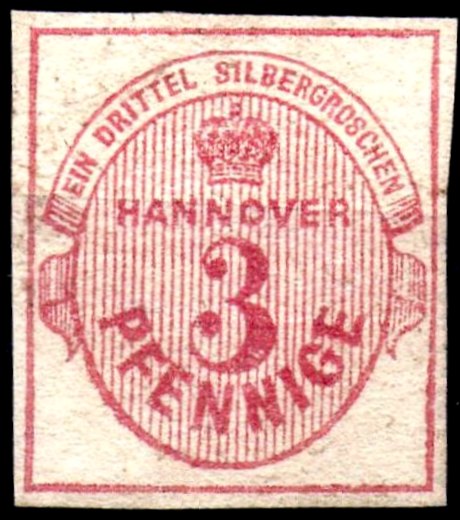 EIN DRITTEL SILBERGROSCHEN
HANNOVER
3
PFENNIGE